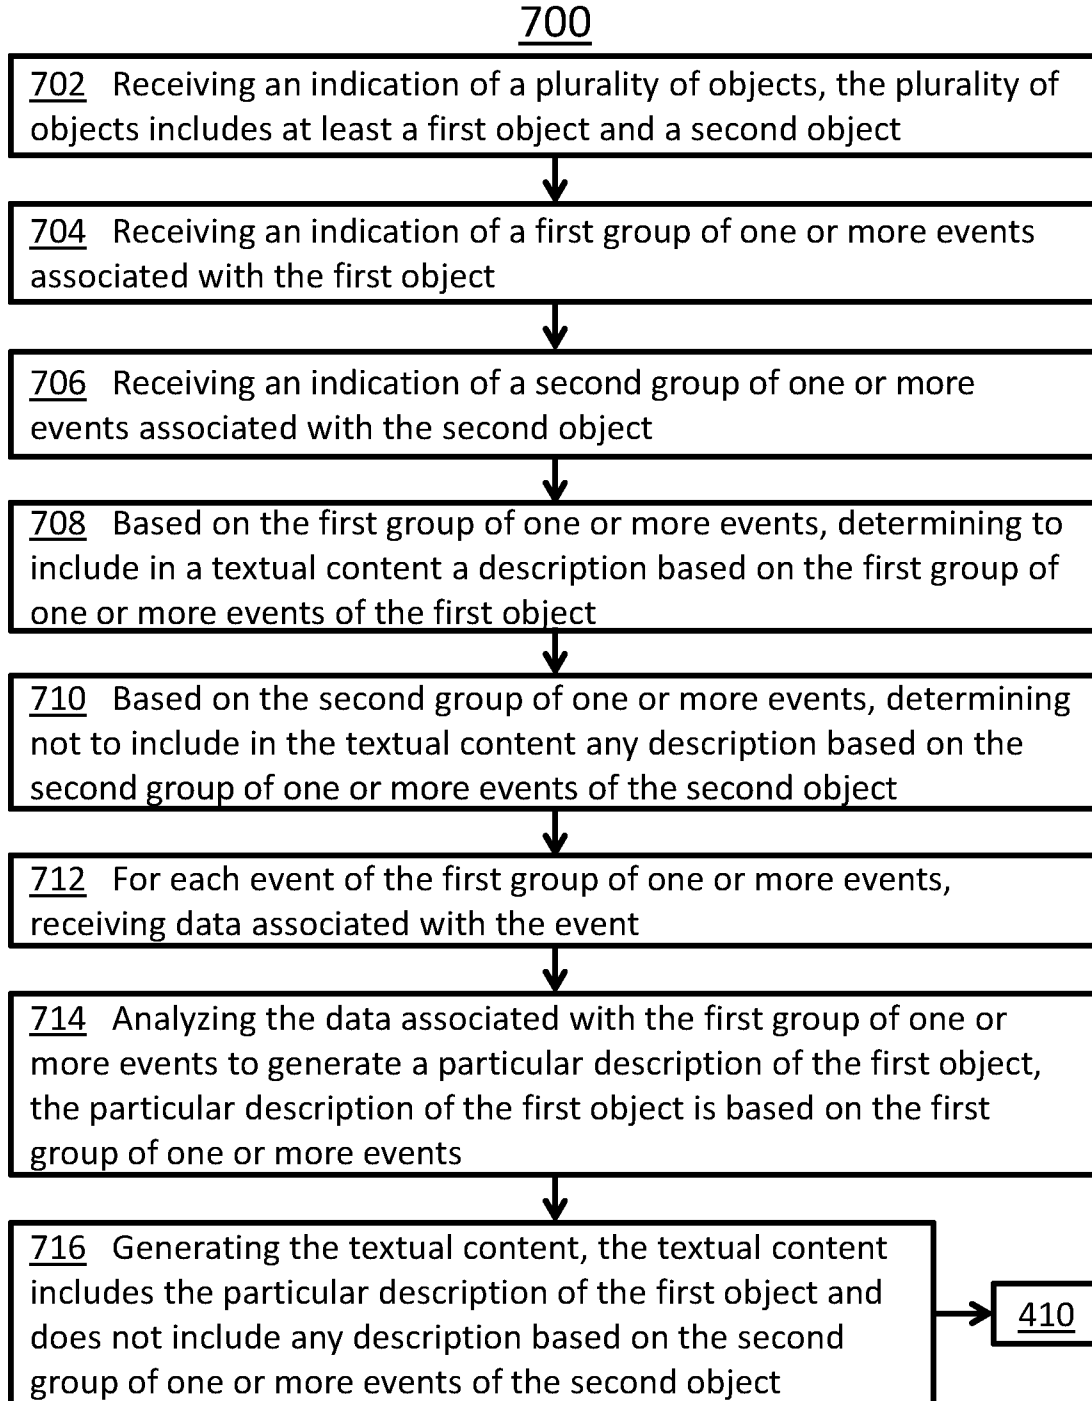 700
702 Receiving an indication of a plurality of objects, the plurality of
objects includes at least a first object and a second object
704 Receiving an indication of a first group of one or more events
associated with the first object
706 Receiving an indication of a second group of one or more
events associated with the second object
708 Based on the first group of one or more events, determining to
include in a textual content a description based on the first group of
one or more events of the first object
710 Based on the second group of one or more events, determining
not to include in the textual content any description based on the
second group of one or more events of the second object
712 For each event of the first group of one or more events,
receiving data associated with the event
714 Analyzing the data associated with the first group of one or
more events to generate a particular description of the first object,
the particular description of the first object is based on the first
group of one or more events
716 Generating the textual content, the textual content
includes the particular description of the first object and
does not include any description based on the second
group of one or more events of the second object
410